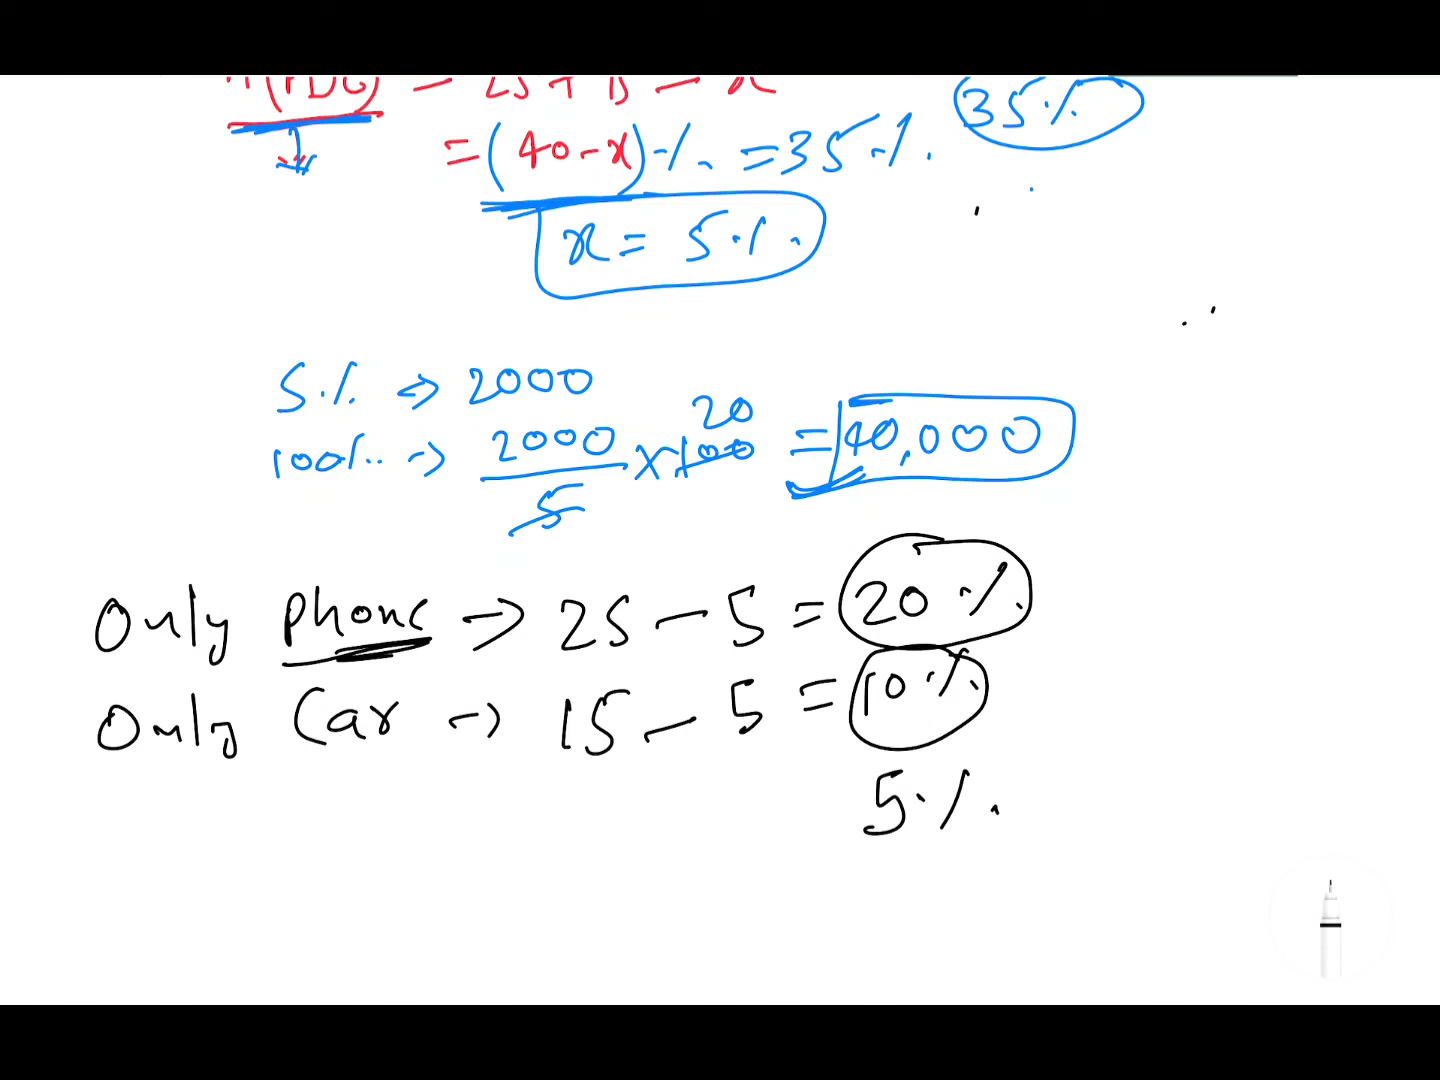 = (40-x)·/. = 35·/.
35·/.
x = 5·/.
5·/. → 2000
100/.. → 2000/5 x 100 20 = 40,000
Only phone → 25 - 5 = 20·/.
Only Car → 15 - 5 = 10·/.
5·/.